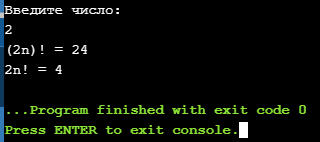 Введите число:
2
(2n)! = 24
2n! = 4
...Program finished with exit code 0
Press ENTER to exit console.